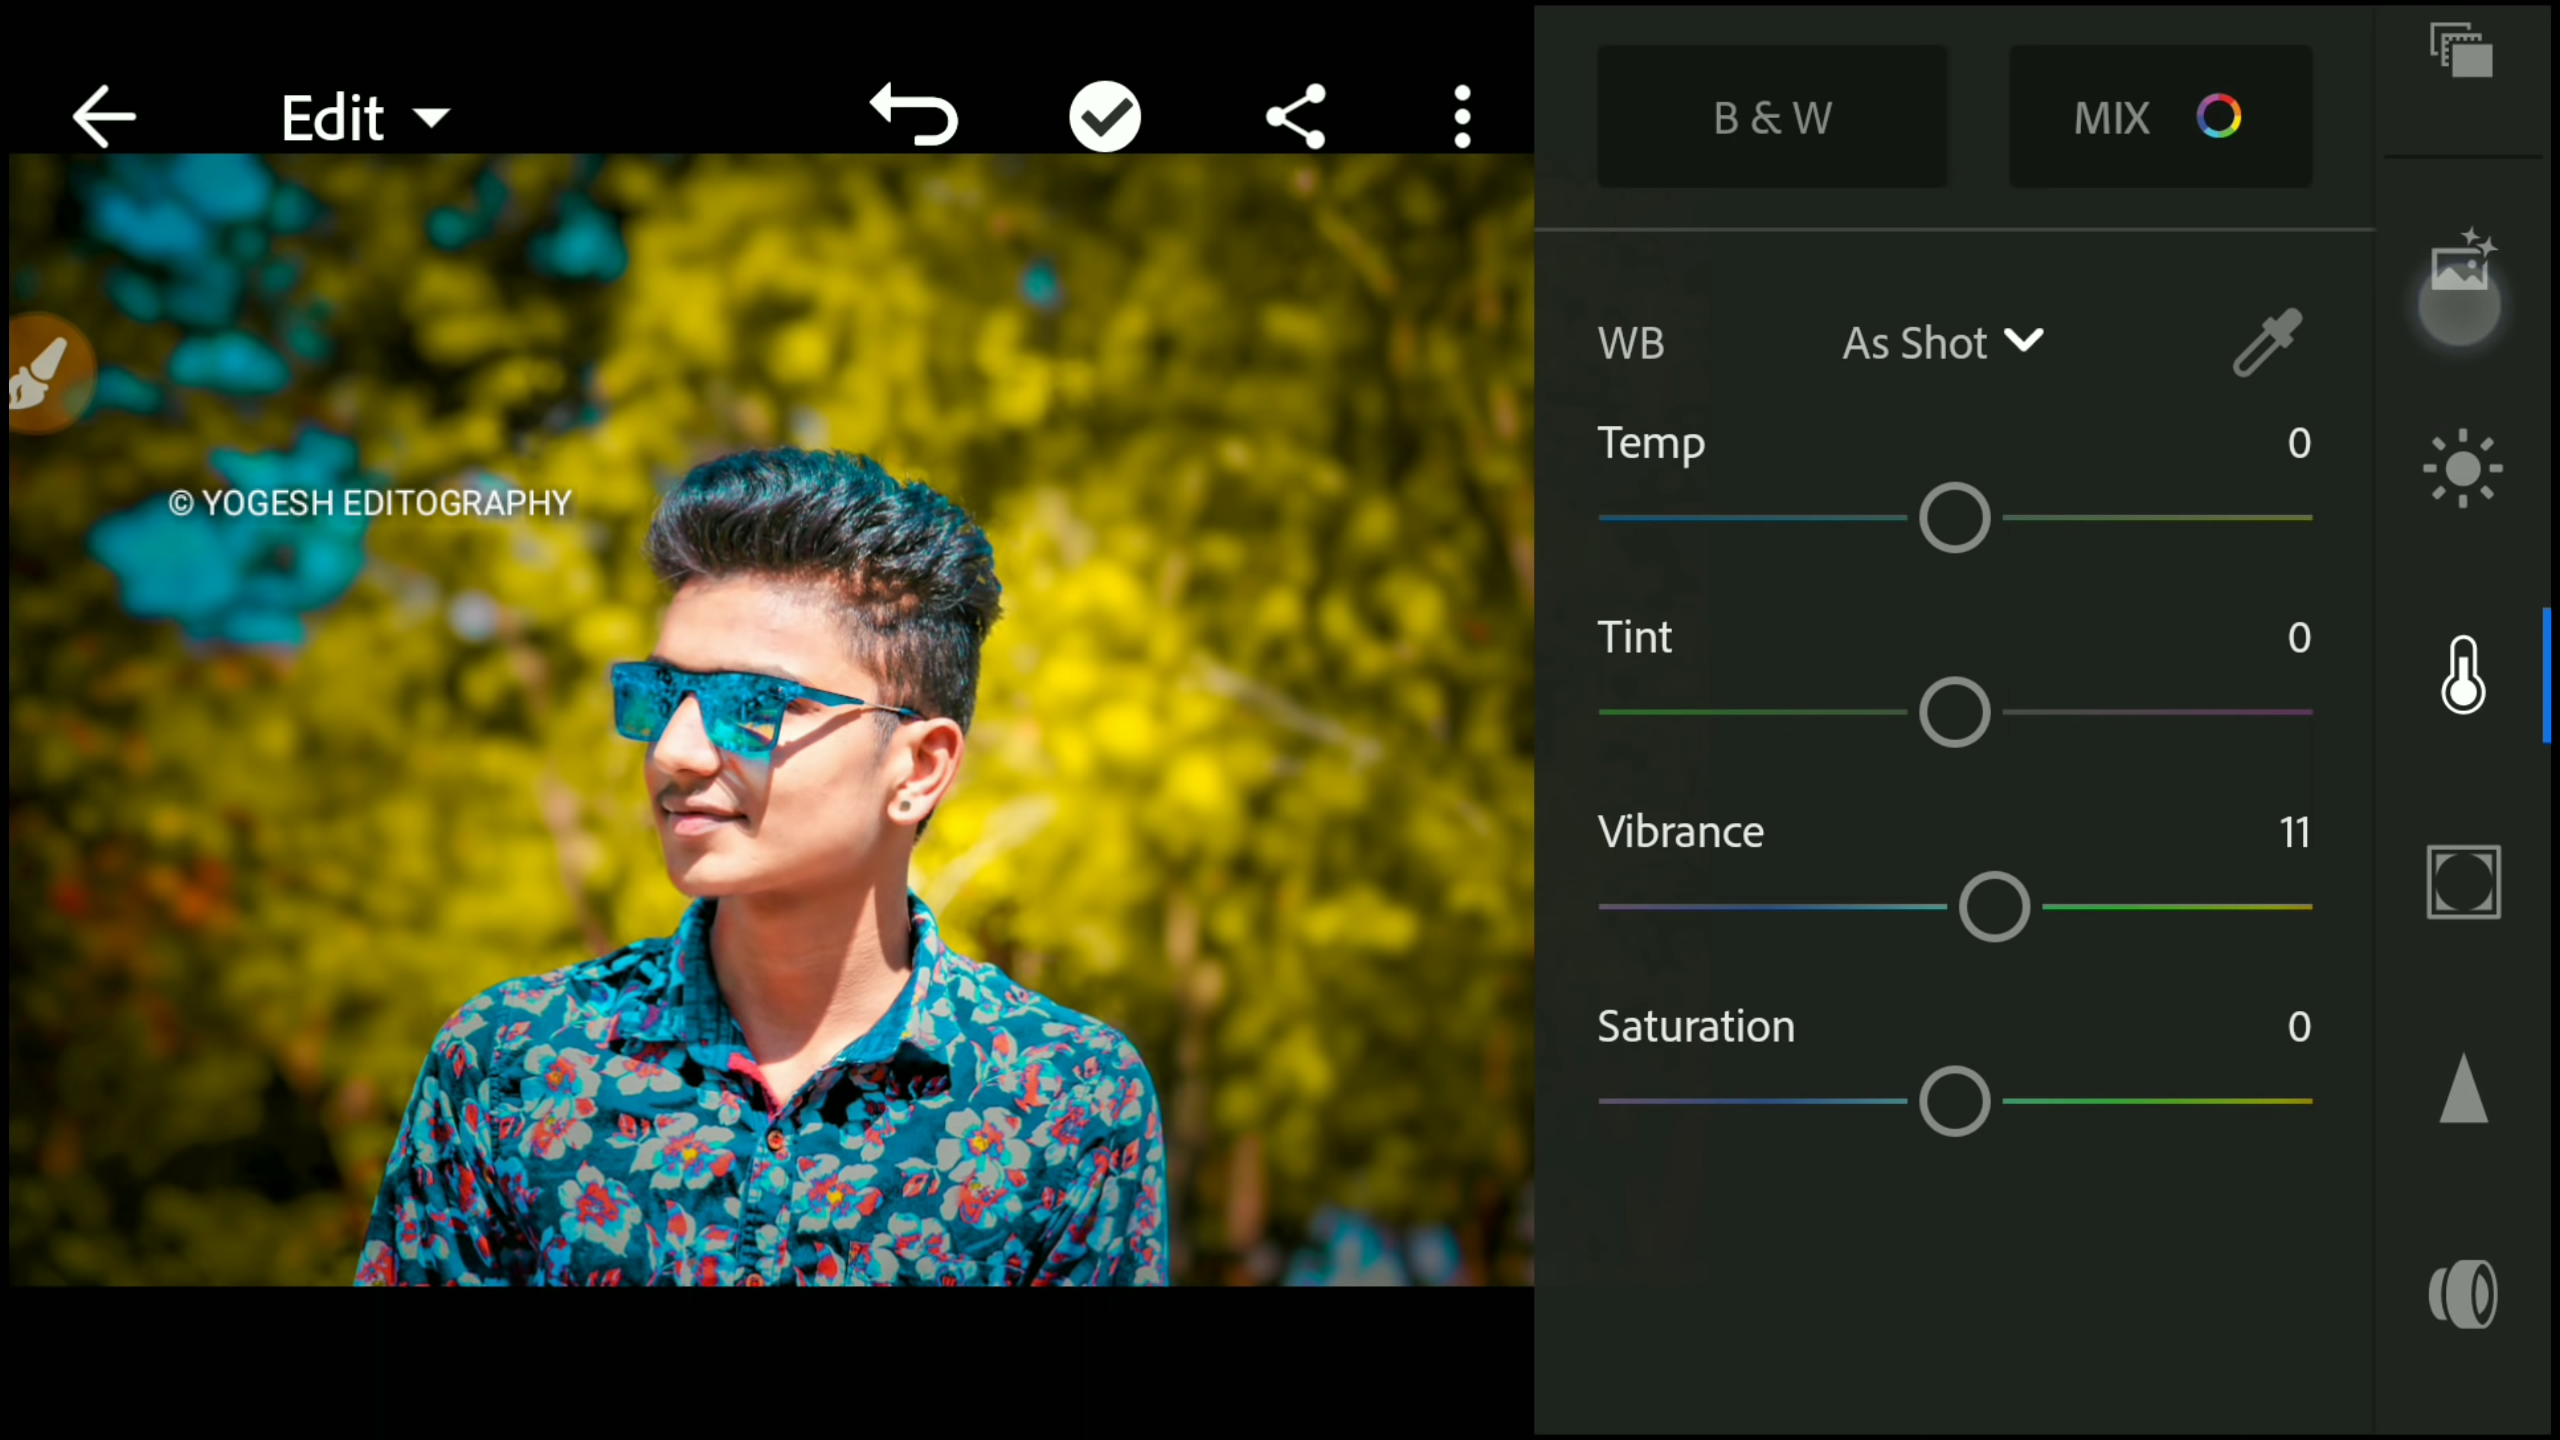 Edit
B & W
MIX
WB
As Shot
Temp
0
Tint
0
Vibrance
11
Saturation
0
© YOGESH EDITOGRAPHY